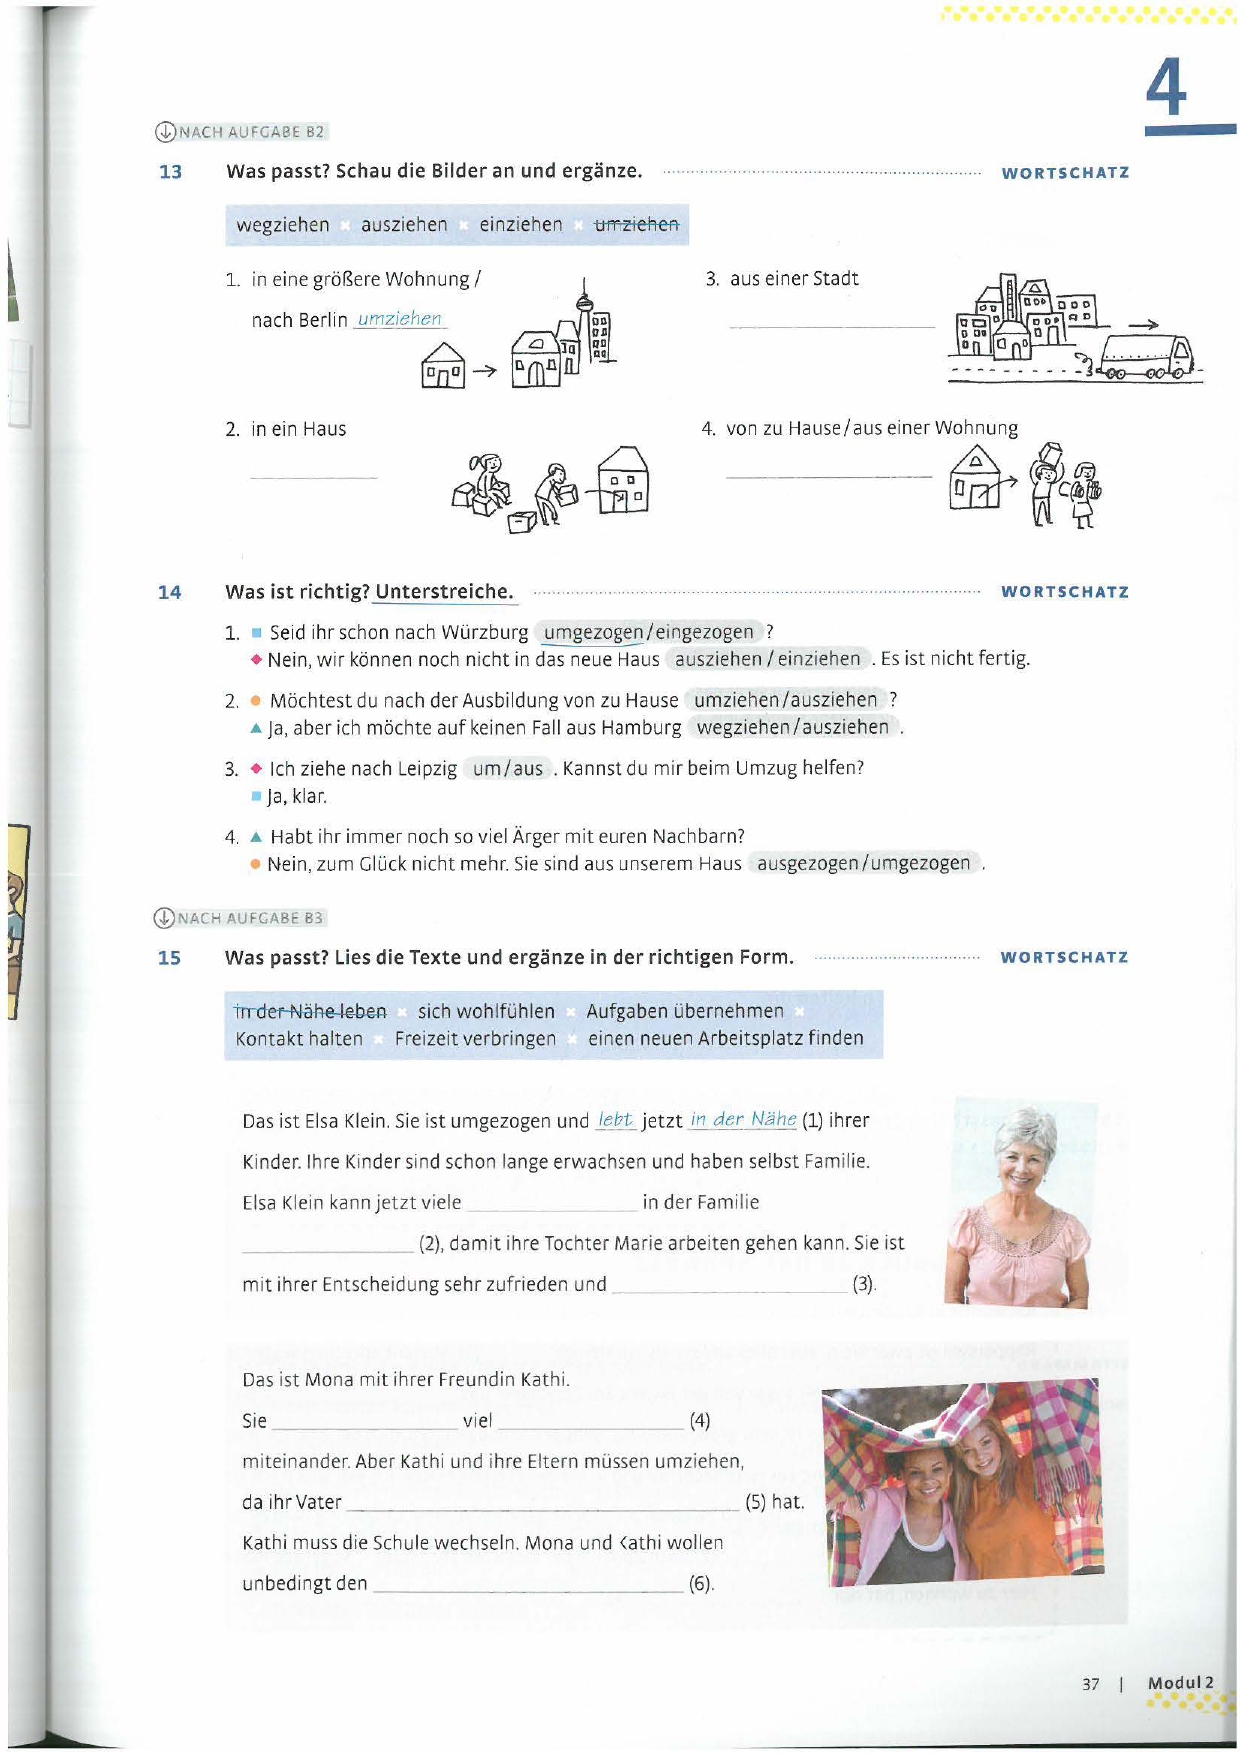 4
NACH AUFGABE B2
13 Was passt? Schau die Bilder an und ergänze. WORTSCHATZ
wegziehen × ausziehen × einziehen × umziehen
1. in eine größere Wohnung /
nach Berlin umziehen
3. aus einer Stadt
2. in ein Haus
4. von zu Hause/aus einer Wohnung
14 Was ist richtig? Unterstreiche. WORTSCHATZ
1. ■ Seid ihr schon nach Würzburg umgezogen/eingezogen ?
◆ Nein, wir können noch nicht in das neue Haus ausziehen / einziehen . Es ist nicht fertig.
2. ● Möchtest du nach der Ausbildung von zu Hause umziehen/ausziehen ?
▲ Ja, aber ich möchte auf keinen Fall aus Hamburg wegziehen/ausziehen .
3. ◆ Ich ziehe nach Leipzig um/aus . Kannst du mir beim Umzug helfen?
■ Ja, klar.
4. ▲ Habt ihr immer noch so viel Ärger mit euren Nachbarn?
● Nein, zum Glück nicht mehr. Sie sind aus unserem Haus ausgezogen/umgezogen .
NACH AUFGABE B3
15 Was passt? Lies die Texte und ergänze in der richtigen Form. WORTSCHATZ
in der Nähe leben × sich wohlfühlen × Aufgaben übernehmen ×
Kontakt halten × Freizeit verbringen × einen neuen Arbeitsplatz finden
Das ist Elsa Klein. Sie ist umgezogen und lebt jetzt in der Nähe (1) ihrer
Kinder. Ihre Kinder sind schon lange erwachsen und haben selbst Familie.
Elsa Klein kann jetzt viele ____ in der Familie
____ (2), damit ihre Tochter Marie arbeiten gehen kann. Sie ist
mit ihrer Entscheidung sehr zufrieden und ____ (3).
Das ist Mona mit ihrer Freundin Kathi.
Sie ____ viel ____ (4)
miteinander. Aber Kathi und ihre Eltern müssen umziehen,
da ihr Vater ____ (5) hat.
Kathi muss die Schule wechseln. Mona und Kathi wollen
unbedingt den ____ (6).
37 | Modul 2